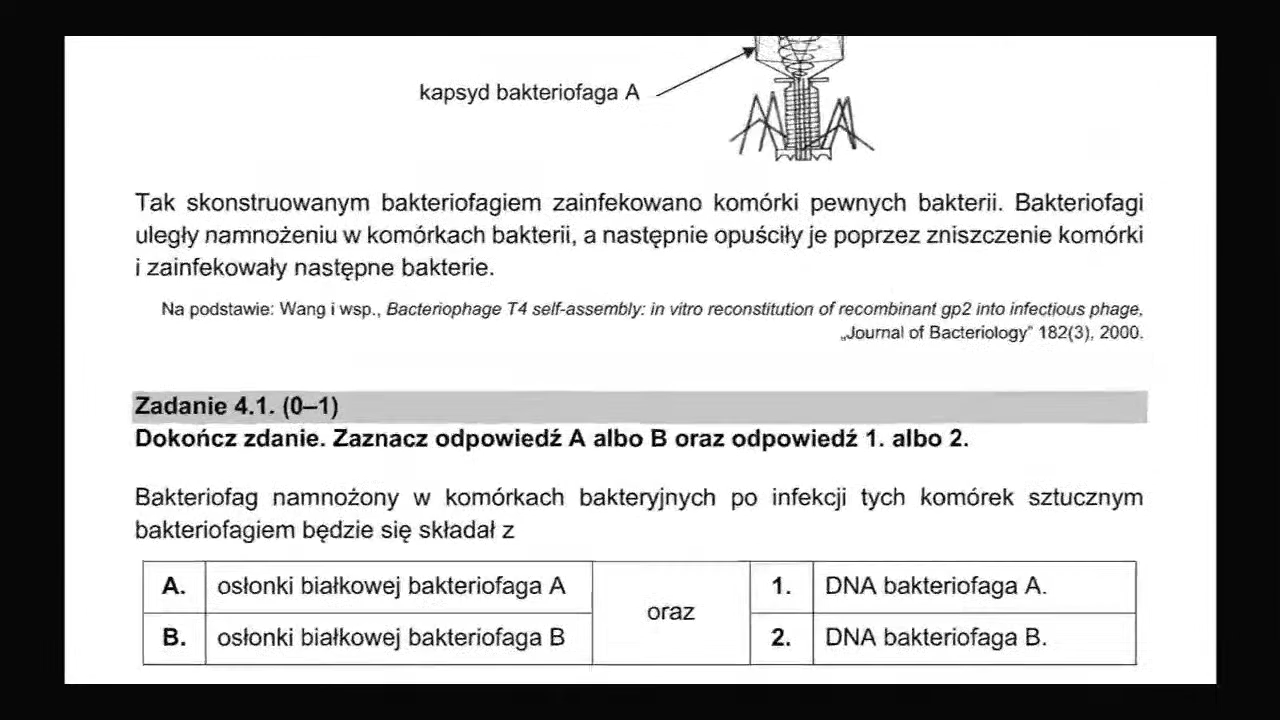 kapsyd bakteriofaga A
Tak skonstruowanym bakteriofagiem zainfekowano komórki pewnych bakterii. Bakteriofagi
uległy namnożeniu w komórkach bakterii, a następnie opuściły je poprzez zniszczenie komórki
i zainfekowały następne bakterie.
Na podstawie: Wang i wsp., Bacteriophage T4 self-assembly: in vitro reconstitution of recombinant gp2 into infectious phage,
„Journal of Bacteriology” 182(3), 2000.
Zadanie 4.1. (0–1)
Dokończ zdanie. Zaznacz odpowiedź A albo B oraz odpowiedź 1. albo 2.
Bakteriofag namnożony w komórkach bakteryjnych po infekcji tych komórek sztucznym
bakteriofagiem będzie się składał z
A. osłonki białkowej bakteriofaga A
oraz
1. DNA bakteriofaga A.
B. osłonki białkowej bakteriofaga B
2. DNA bakteriofaga B.